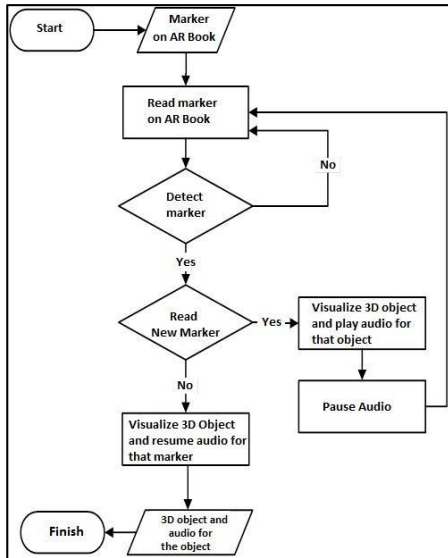 Start
Marker
on AR Book
Read marker
on AR Book
No
Detect
marker
Yes
Read
New Marker
Yes
Visualize 3D object
and play audio for
that object
No
Pause Audio
Visualize 3D Object
and resume audio for
that marker
Finish
3D object and
audio for
the object